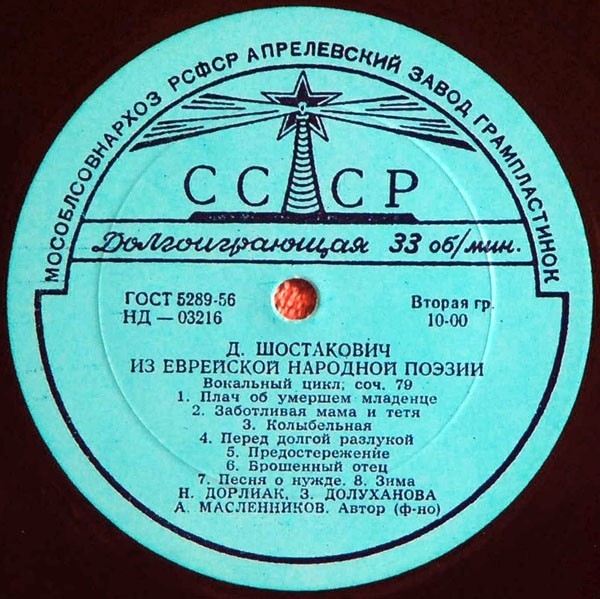 МОСОБЛСОВНАРХОЗ РСФСР АПРЕЛЕВСКИЙ ЗАВОД ГРАМПЛАСТИНОК
СССР
Долгоиграющая 33 об/мин.
ГОСТ 5289-56
НД — 03216
Вторая гр.
10-00
Д. ШОСТАКОВИЧ
ИЗ ЕВРЕЙСКОЙ НАРОДНОЙ ПОЭЗИИ
Вокальный цикл, соч. 79
1. Плач об умершем младенце
2. Заботливая мама и тетя
3. Колыбельная
4. Перед долгой разлукой
5. Предостережение
6. Брошенный отец
7. Песня о нужде. 8. Зима
Н. ДОРЛИАК, З. ДОЛУХАНОВА
А. МАСЛЕННИКОВ. Автор (ф-но)